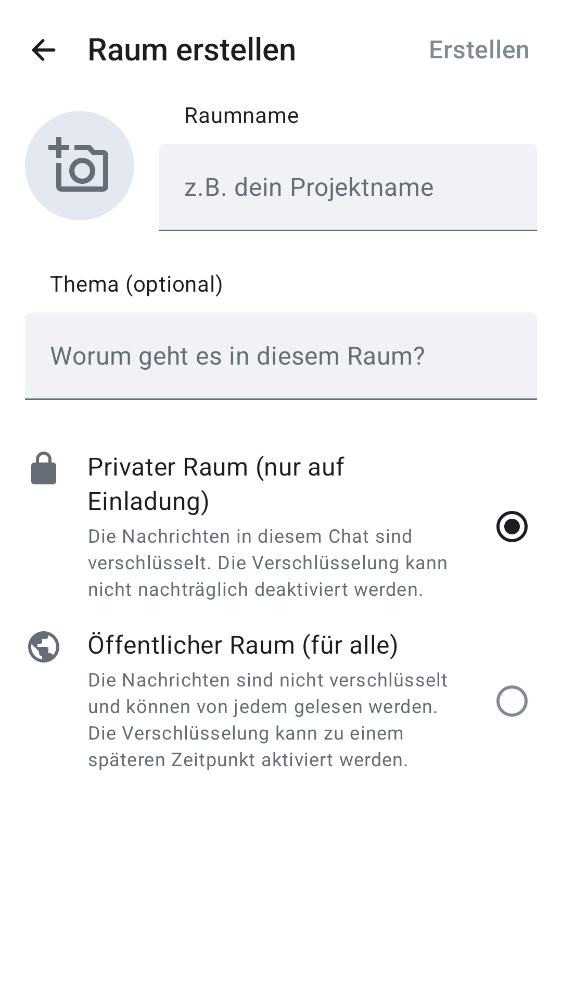 Raum erstellen
Erstellen
Raumname
z.B. dein Projektname
Thema (optional)
Worum geht es in diesem Raum?
Privater Raum (nur auf
Einladung)
Die Nachrichten in diesem Chat sind
verschlüsselt. Die Verschlüsselung kann
nicht nachträglich deaktiviert werden.
Öffentlicher Raum (für alle)
Die Nachrichten sind nicht verschlüsselt
und können von jedem gelesen werden.
Die Verschlüsselung kann zu einem
späteren Zeitpunkt aktiviert werden.